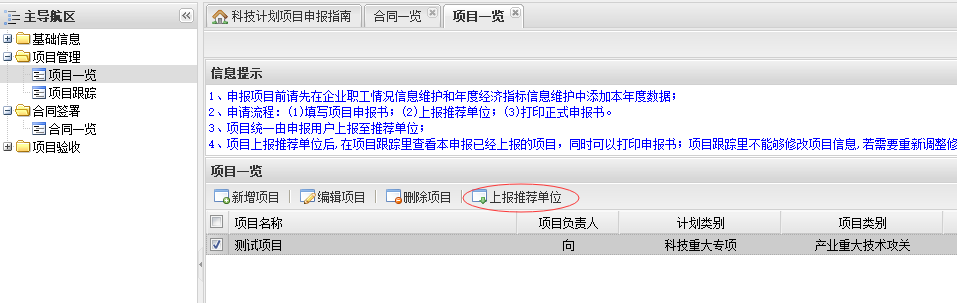 主导航区
基础信息
项目管理
项目一览
项目跟踪
合同签署
合同一览
项目验收
科技计划项目申报指南 合同一览 项目一览
信息提示
1、申报项目前请先在企业职工情况信息维护和年度经济指标信息维护中添加本年度数据；
2、申请流程：(1)填写项目申报书；(2)上报推荐单位；(3)打印正式申报书。
3、项目统一由申报用户上报至推荐单位；
4、项目上报推荐单位后,在项目跟踪里查看本申报已经上报的项目，同时可以打印申报书；项目跟踪里不能够修改项目信息,若需要重新调整修
项目一览
新增项目 编辑项目 删除项目 上报推荐单位
项目名称 项目负责人 计划类别 项目类别
测试项目 向 科技重大专项 产业重大技术攻关